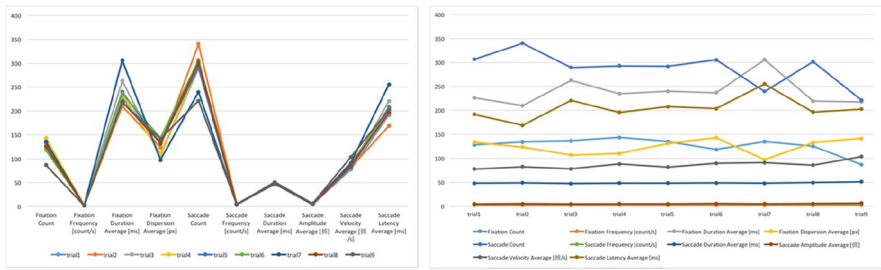 400
350
300
250
200
150
100
50
0
Fixation Count
Fixation Frequency [count/s]
Fixation Duration Average [ms]
Fixation Dispersion Average [px]
Saccade Count
Saccade Frequency [count/s]
Saccade Duration Average [ms]
Saccade Amplitude Average []
Saccade Velocity Average [/s]
Saccade Latency Average [ms]
trial1 trial2 trial3 trial4 trial5 trial6 trial7 trial8 trial9
400
350
300
250
200
150
100
50
0
trial1 trial2 trial3 trial4 trial5 trial6 trial7 trial8 trial9
Fixation Count Fixation Frequency [count/s] Fixation Duration Average [ms] Fixation Dispersion Average [px]
Saccade Count Saccade Frequency [count/s] Saccade Duration Average [ms] Saccade Amplitude Average []
Saccade Velocity Average [/s] Saccade Latency Average [ms]